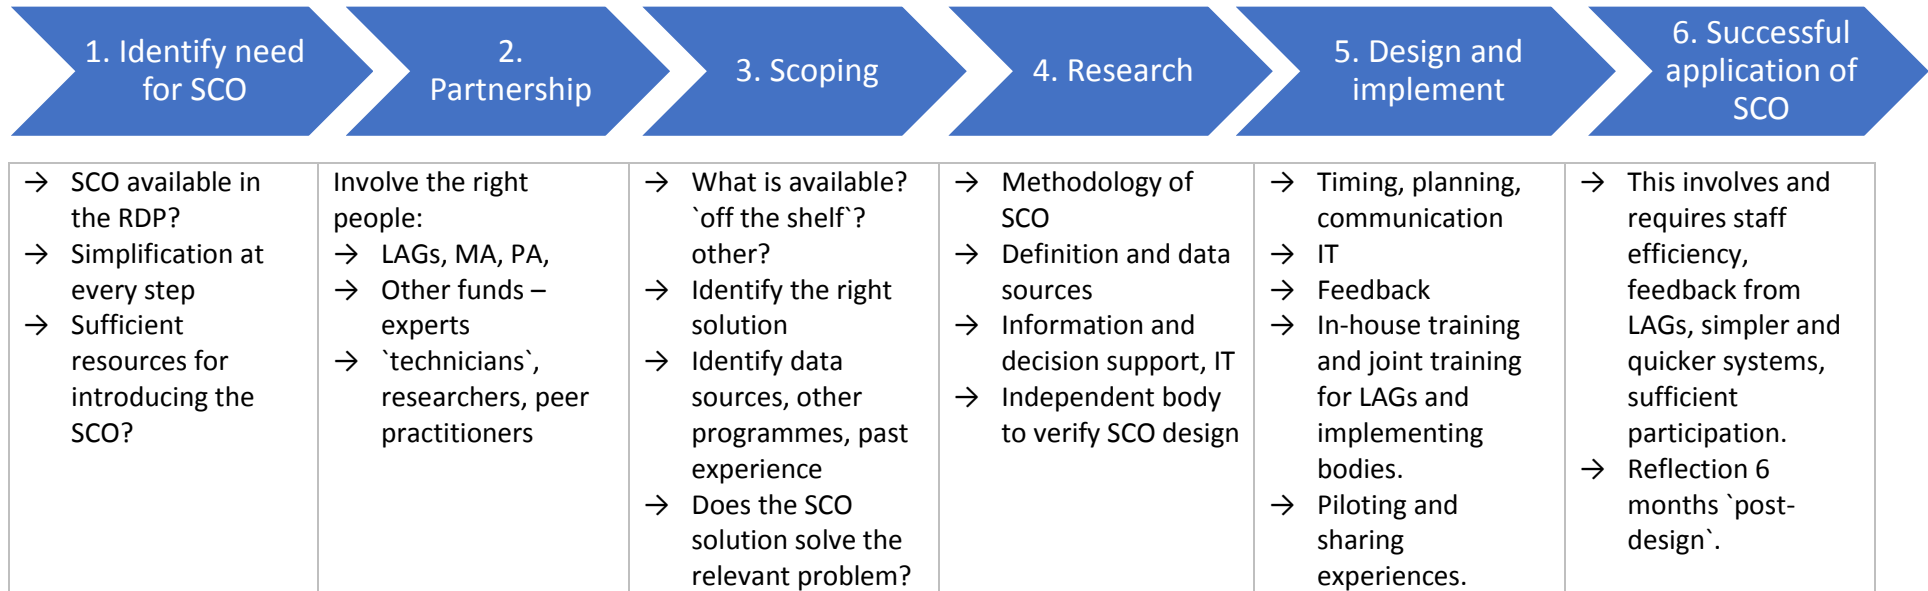 1. Identify need
for SCO
2.
Partnership
3. Scoping
4. Research
5. Design and
implement
6. Successful
application of
SCO
→ SCO available in
the RDP?
→ Simplification at
every step
→ Sufficient
resources for
introducing the
SCO?
Involve the right
people:
→ LAGs, MA, PA,
→ Other funds –
experts
→ `technicians`,
researchers, peer
practitioners
→ What is available?
`off the shelf`?
other?
→ Identify the right
solution
→ Identify data
sources, other
programmes, past
experience
→ Does the SCO
solution solve the
relevant problem?
→ Methodology of
SCO
→ Definition and data
sources
→ Information and
decision support, IT
→ Independent body
to verify SCO design
→ Timing, planning,
communication
→ IT
→ Feedback
→ In-house training
and joint training
for LAGs and
implementing
bodies.
→ Piloting and
sharing
experiences.
→ This involves and
requires staff
efficiency,
feedback from
LAGs, simpler and
quicker systems,
sufficient
participation.
→ Reflection 6
months `post-
design`.